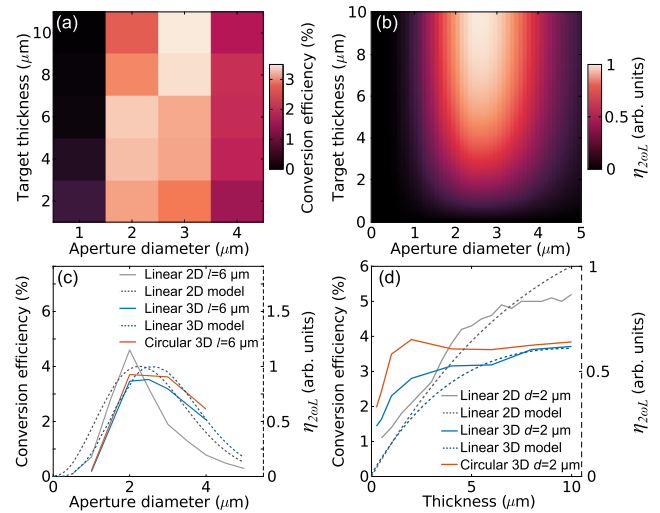 (a)
10
8
6
4
2
Target thickness (μm)
1 2 3 4
Aperture diameter (μm)
3
2
1
0
Conversion efficiency (%)
(b)
10
8
6
4
2
0
Target thickness (μm)
0 1 2 3 4 5
Aperture diameter (μm)
1
0.5
0
η2ωL (arb. units)
(c)
Linear 2D l=6 μm
Linear 2D model
Linear 3D l=6 μm
Linear 3D model
Circular 3D l=6 μm
6
4
2
0
Conversion efficiency (%)
0 2 4
Aperture diameter (μm)
1.5
1
0.5
0
η2ωL (arb. units)
(d)
6
5
4
3
2
1
0
Conversion efficiency (%)
Linear 2D d=2 μm
Linear 2D model
Linear 3D d=2 μm
Linear 3D model
Circular 3D d=2 μm
0 5 10
Thickness (μm)
1
0.5
0
η2ωL (arb. units)